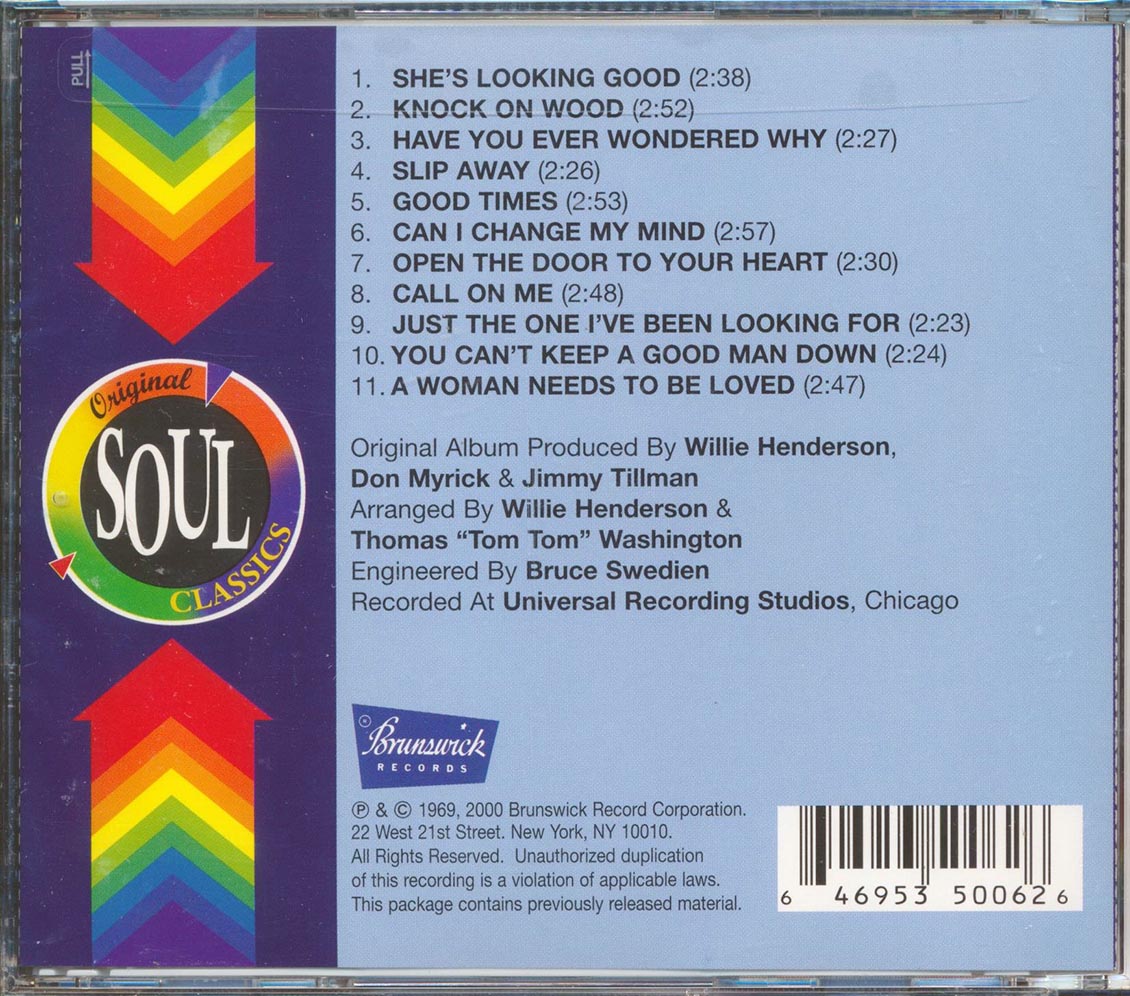 PULL
1. SHE'S LOOKING GOOD (2:38)
2. KNOCK ON WOOD (2:52)
3. HAVE YOU EVER WONDERED WHY (2:27)
4. SLIP AWAY (2:26)
5. GOOD TIMES (2:53)
6. CAN I CHANGE MY MIND (2:57)
7. OPEN THE DOOR TO YOUR HEART (2:30)
8. CALL ON ME (2:48)
9. JUST THE ONE I'VE BEEN LOOKING FOR (2:23)
10. YOU CAN'T KEEP A GOOD MAN DOWN (2:24)
11. A WOMAN NEEDS TO BE LOVED (2:47)
Original
SOUL
CLASSICS
Original Album Produced By Willie Henderson,
Don Myrick & Jimmy Tillman
Arranged By Willie Henderson &
Thomas “Tom Tom” Washington
Engineered By Bruce Swedien
Recorded At Universal Recording Studios, Chicago
® Brunswick
RECORDS
℗ & © 1969, 2000 Brunswick Record Corporation.
22 West 21st Street. New York, NY 10010.
All Rights Reserved. Unauthorized duplication
of this recording is a violation of applicable laws.
This package contains previously released material.
6 46953 50062 6